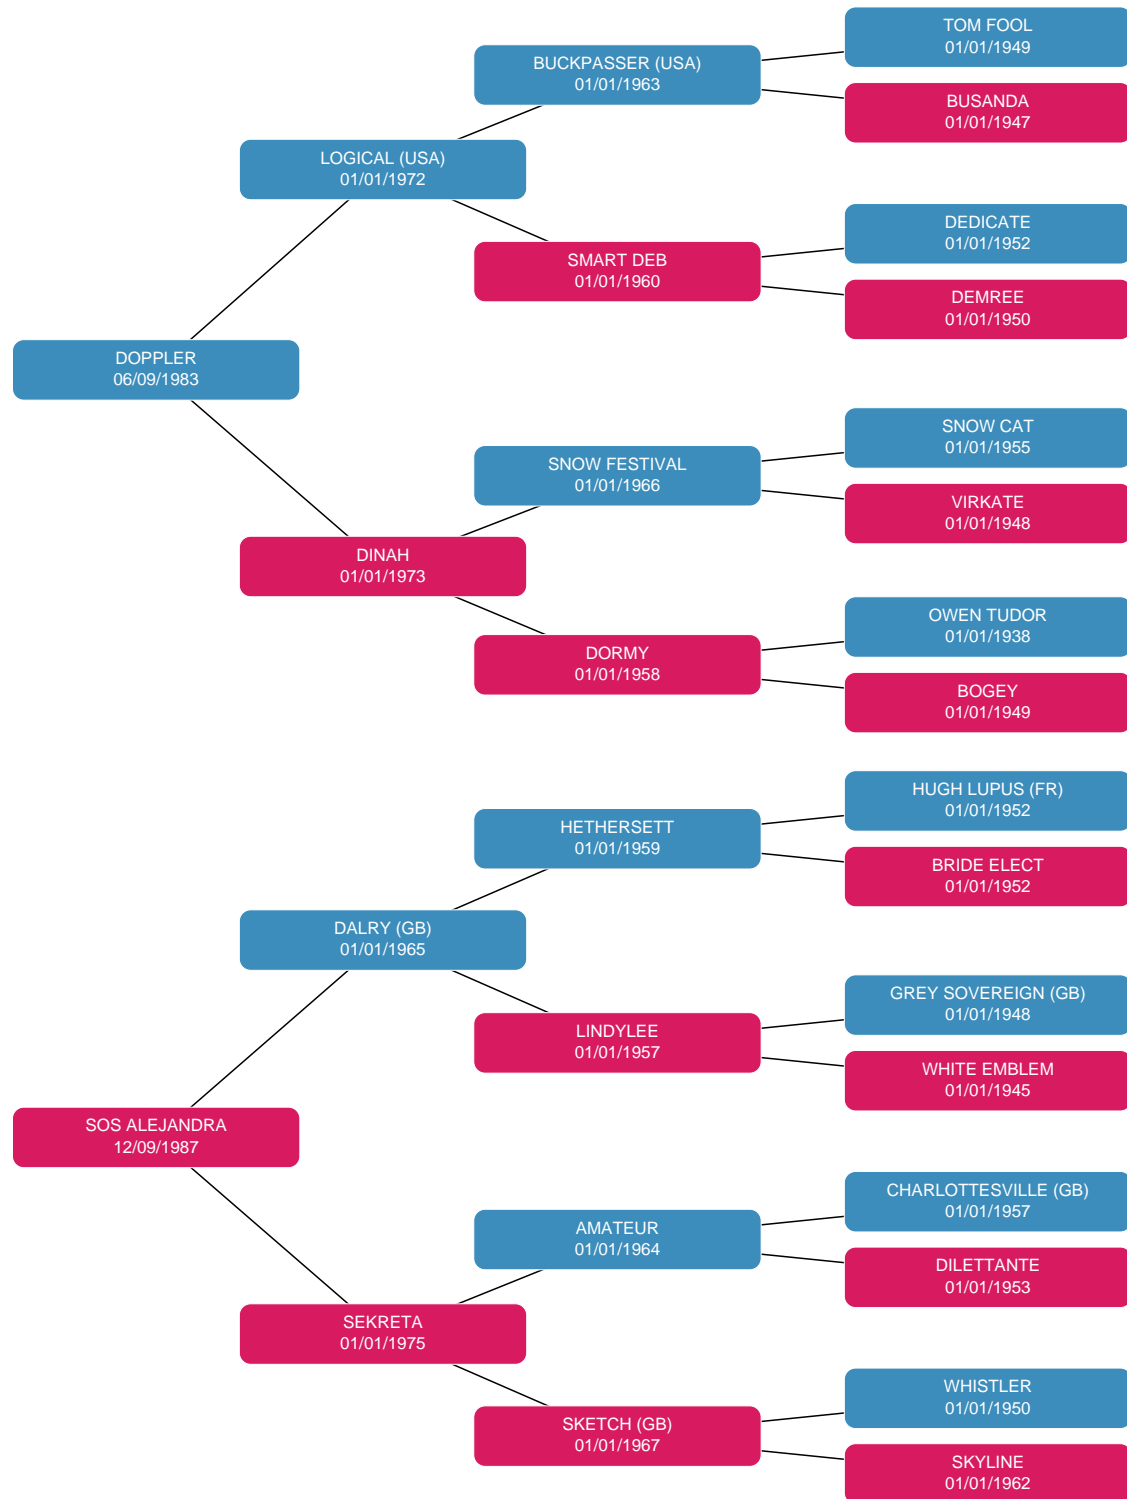 TOM FOOL
01/01/1949
BUCKPASSER (USA)
01/01/1963
BUSANDA
01/01/1947
LOGICAL (USA)
01/01/1972
DEDICATE
01/01/1952
SMART DEB
01/01/1960
DEMREE
01/01/1950
DOPPLER
06/09/1983
SNOW CAT
01/01/1955
SNOW FESTIVAL
01/01/1966
VIRKATE
01/01/1948
DINAH
01/01/1973
OWEN TUDOR
01/01/1938
DORMY
01/01/1958
BOGEY
01/01/1949
HUGH LUPUS (FR)
01/01/1952
HETHERSETT
01/01/1959
BRIDE ELECT
01/01/1952
DALRY (GB)
01/01/1965
GREY SOVEREIGN (GB)
01/01/1948
LINDYLEE
01/01/1957
WHITE EMBLEM
01/01/1945
SOS ALEJANDRA
12/09/1987
CHARLOTTESVILLE (GB)
01/01/1957
AMATEUR
01/01/1964
DILETTANTE
01/01/1953
SEKRETA
01/01/1975
WHISTLER
01/01/1950
SKETCH (GB)
01/01/1967
SKYLINE
01/01/1962